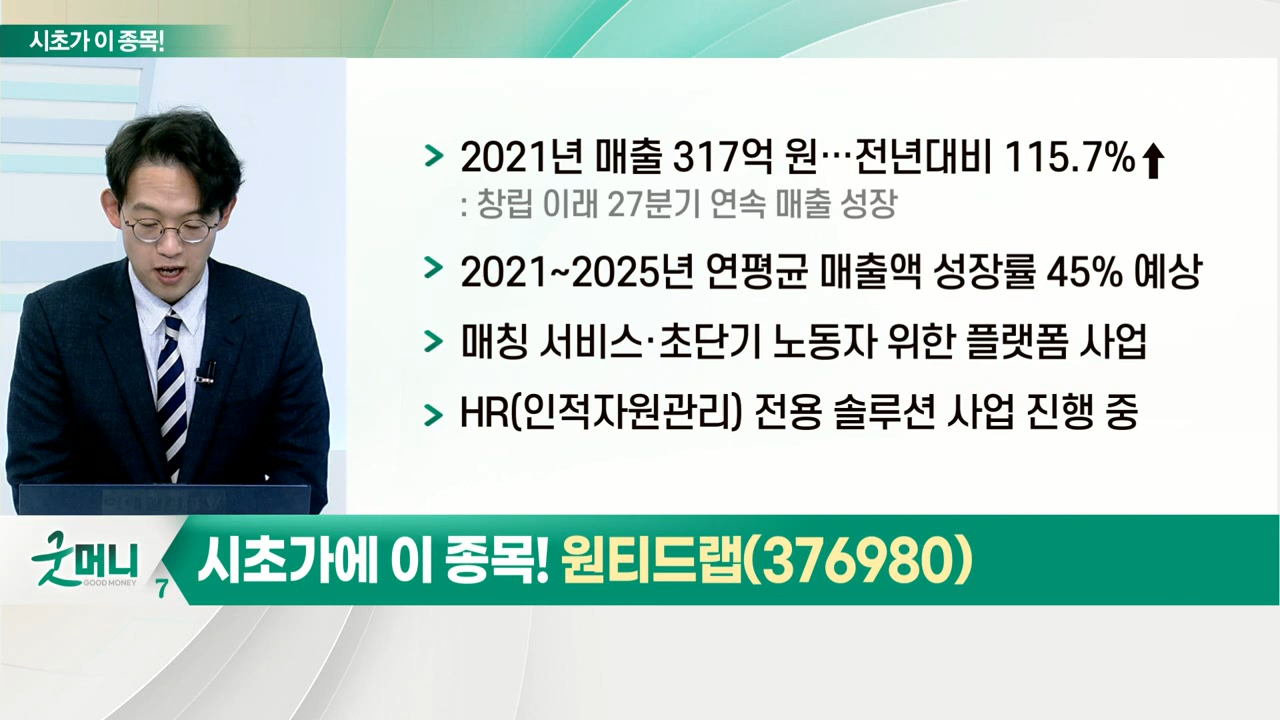 시초가 이 종목!
2021년 매출 317억 원…전년대비 115.7%⬆
: 창립 이래 27분기 연속 매출 성장
2021~2025년 연평균 매출액 성장률 45% 예상
매칭 서비스·초단기 노동자 위한 플랫폼 사업
HR(인적자원관리) 전용 솔루션 사업 진행 중
굿머니
GOOD MONEY
7
시초가에 이 종목! 원티드랩(376980)